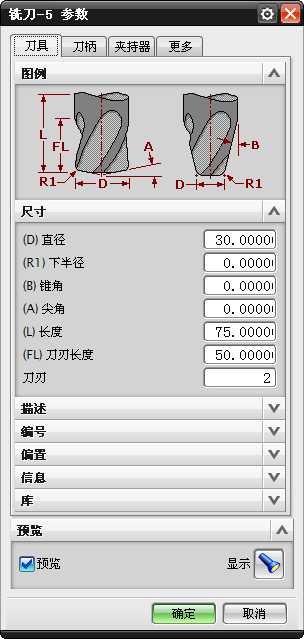 铣刀-5 参数
刀具 刀柄 夹持器 更多
图例
L FL R1 D A D R1 B
尺寸
(D) 直径 30.0000
(R1) 下半径 0.0000
(B) 锥角 0.0000
(A) 尖角 0.0000
(L) 长度 75.0000
(FL) 刀刃长度 50.0000
刀刃 2
描述
编号
偏置
信息
库
预览
预览 显示
确定 取消